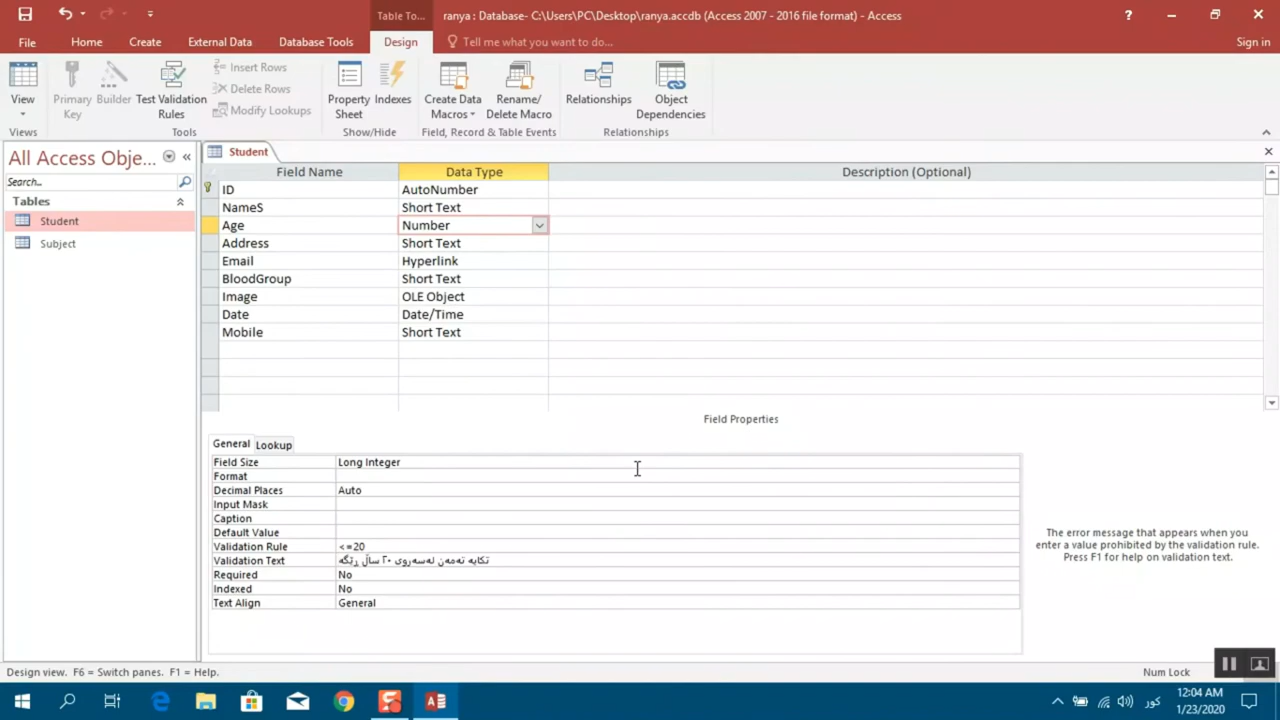 Table To...
ranya : Database- C:\Users\PC\Desktop\ranya.accdb (Access 2007 - 2016 file format) - Access
?
File
Home
Create
External Data
Database Tools
Design
Tell me what you want to do...
Sign in
View
Primary Key
Builder
Test Validation Rules
Insert Rows
Delete Rows
Modify Lookups
Property Sheet
Indexes
Create Data Macros
Rename/ Delete Macro
Relationships
Object Dependencies
Views
Tools
Show/Hide
Field, Record & Table Events
Relationships
All Access Obje...
Search...
Tables
Student
Subject
Student
Field Name Data Type Description (Optional)
ID AutoNumber
NameS Short Text
Age Number
Address Short Text
Email Hyperlink
BloodGroup Short Text
Image OLE Object
Date Date/Time
Mobile Short Text
Field Properties
General Lookup
Field Size Long Integer
Format
Decimal Places Auto
Input Mask
Caption
Default Value
Validation Rule <=20
Validation Text تکایە تەمەن لەسەروی ٢٠ ساڵ ڕێگە
Required No
Indexed No
Text Align General
The error message that appears when you
enter a value prohibited by the validation rule.
Press F1 for help on validation text.
Design view. F6 = Switch panes. F1 = Help.
Num Lock
كور
12:04 AM
1/23/2020